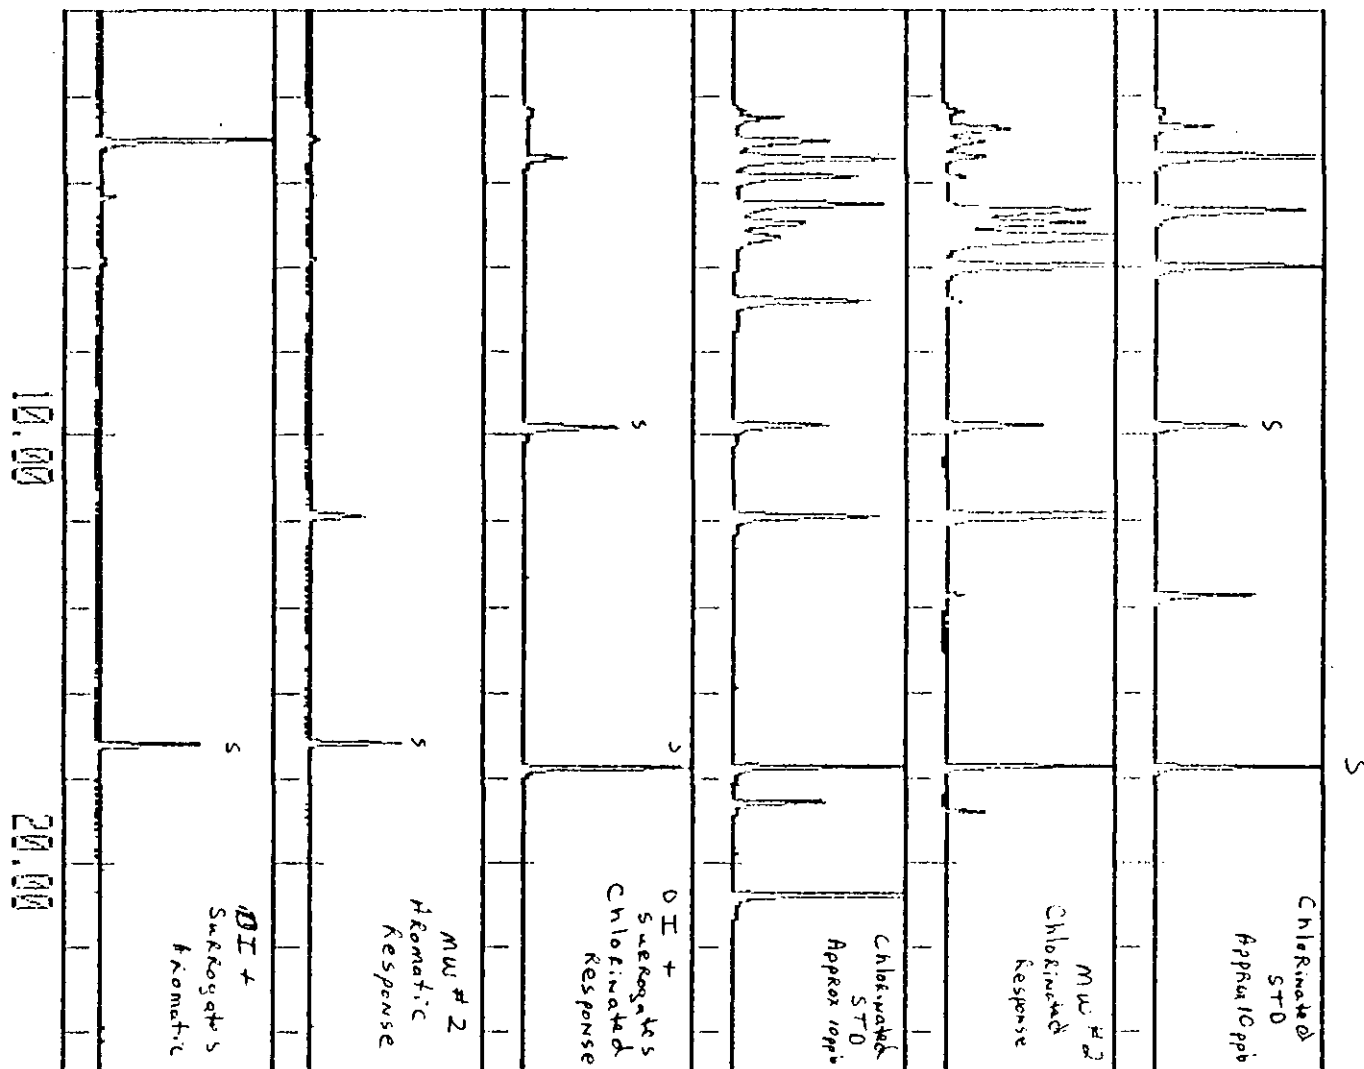 S
S
Chlorinated
STD
Approx 10ppb
MW #2
Chlorinated
Response
Chlorinated
STD
Approx 10ppb
S
S
DI +
Surrogates
Chlorinated
Response
S
MW #2
Aromatic
Response
S
DI +
Surrogates
Aromatic
10.00
20.00